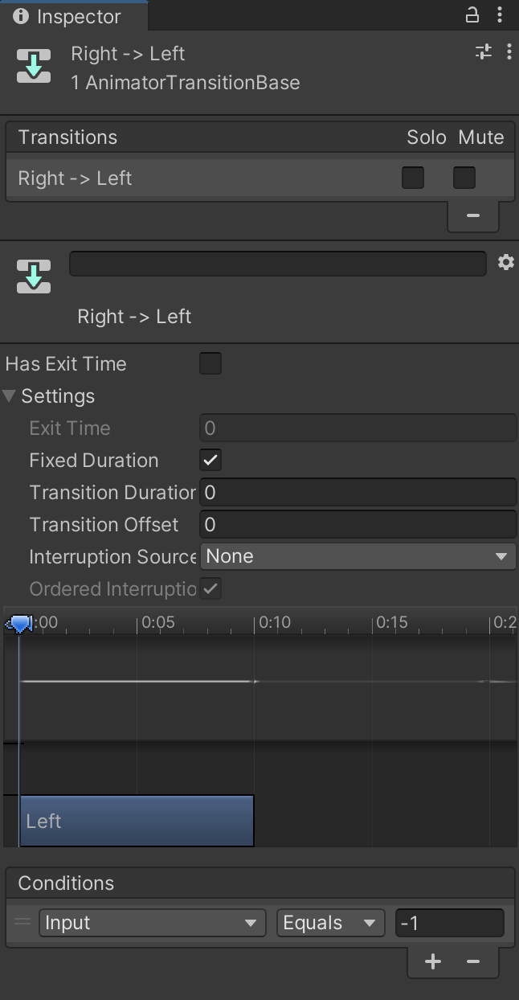 Inspector
Right -> Left
1 AnimatorTransitionBase
Transitions Solo Mute
Right -> Left
Right -> Left
Has Exit Time
Settings
Exit Time 0
Fixed Duration
Transition Duration 0
Transition Offset 0
Interruption Source None
Ordered Interruptio
:00 0:05 0:10 0:15 0:2
Left
Conditions
Input Equals -1